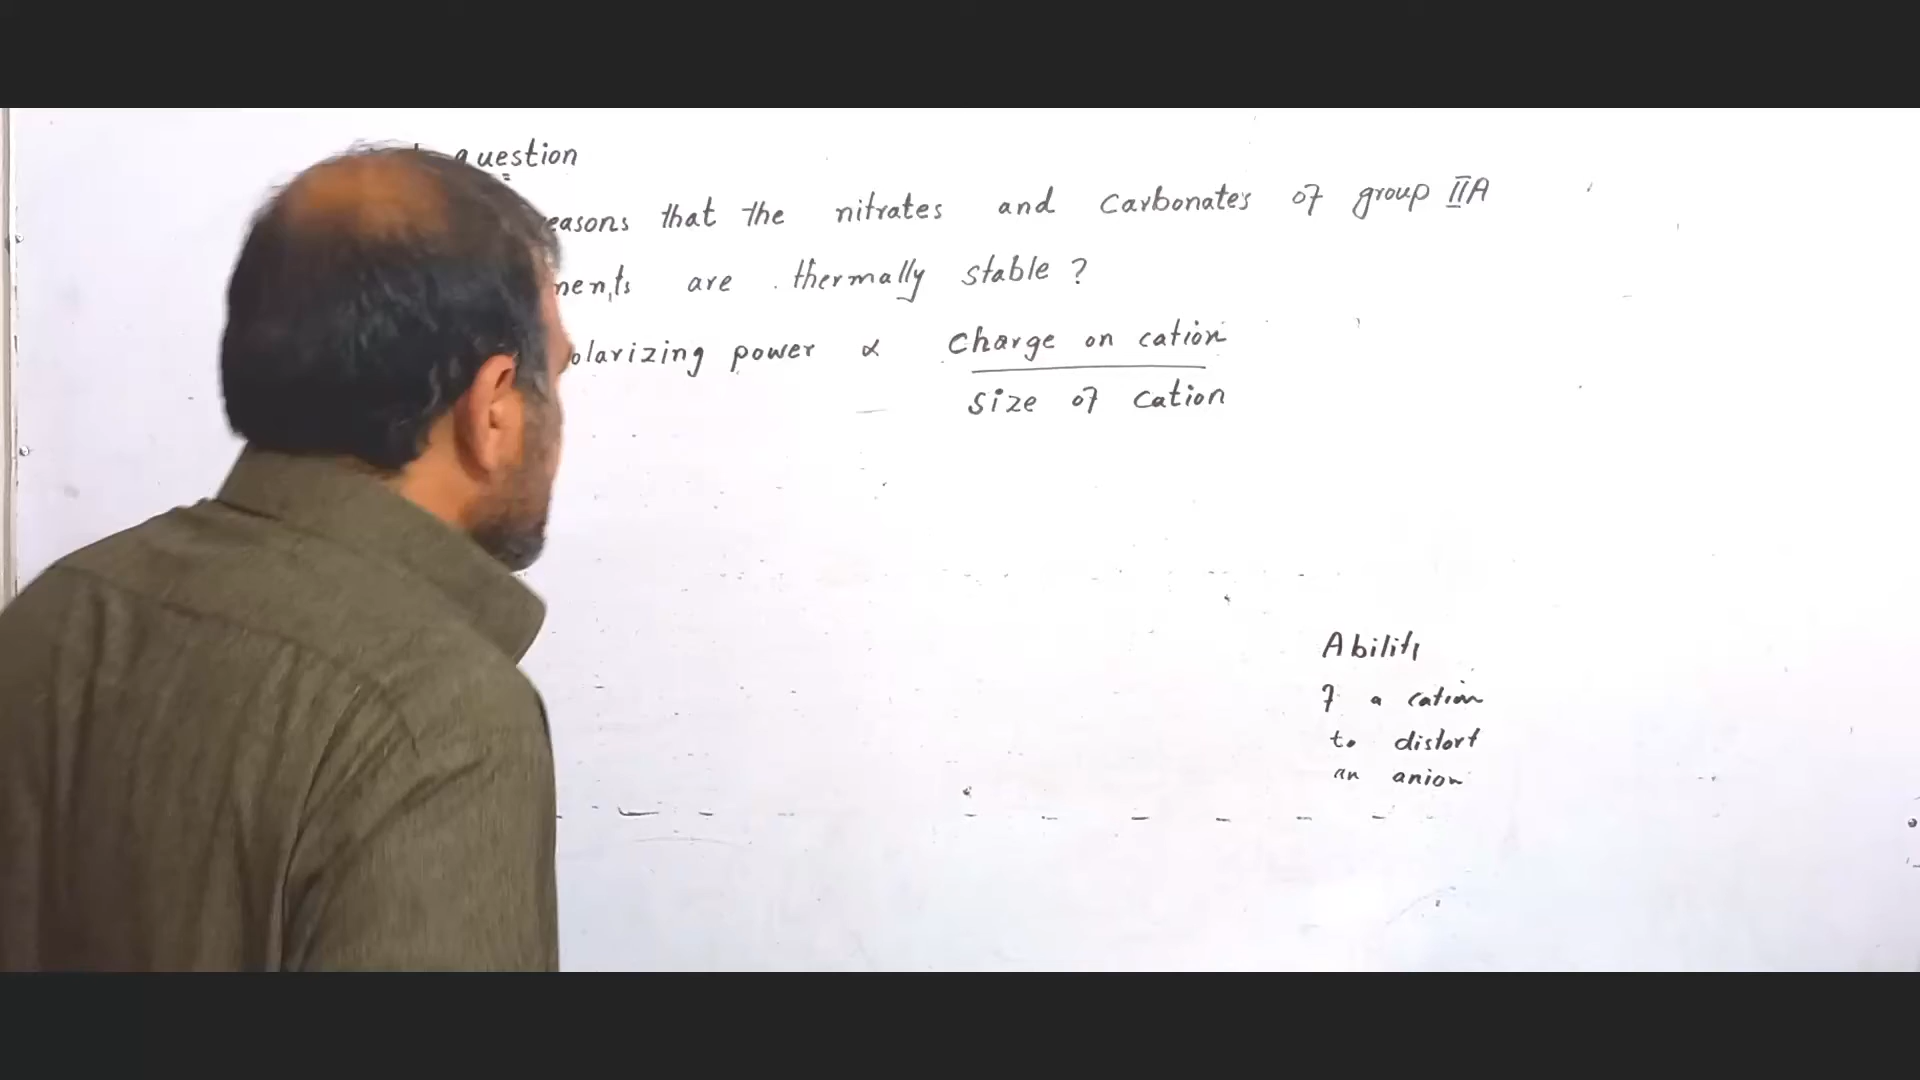 question
easons that the nitrates and carbonates of group IIA
ments are thermally stable ?
olarizing power ∝ charge on cation
size of cation
Ability
of a cation
to distort
an anion